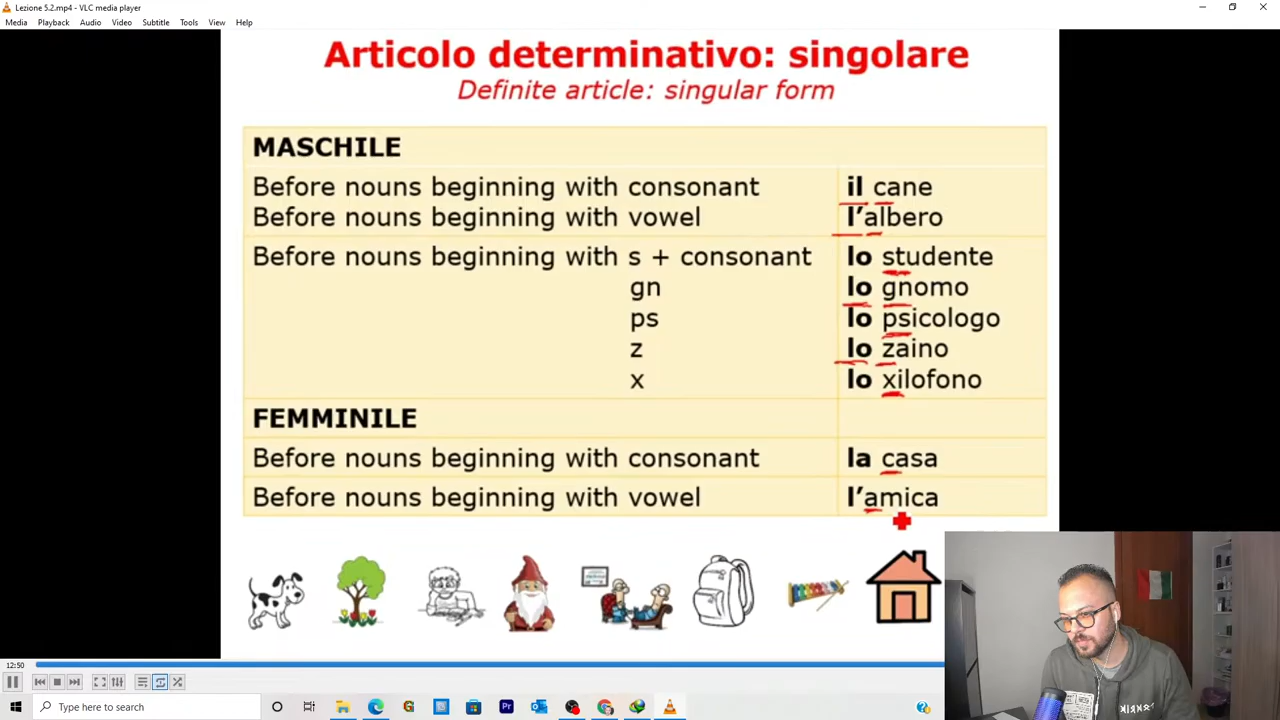 Lezione 5.2.mp4 - VLC media player
Media Playback Audio Video Subtitle Tools View Help
Articolo determinativo: singolare
Definite article: singular form
MASCHILE
Before nouns beginning with consonant il cane
Before nouns beginning with vowel l’albero
Before nouns beginning with s + consonant lo studente
gn lo gnomo
ps lo psicologo
z lo zaino
x lo xilofono
FEMMINILE
Before nouns beginning with consonant la casa
Before nouns beginning with vowel l’amica
12:50
Type here to search